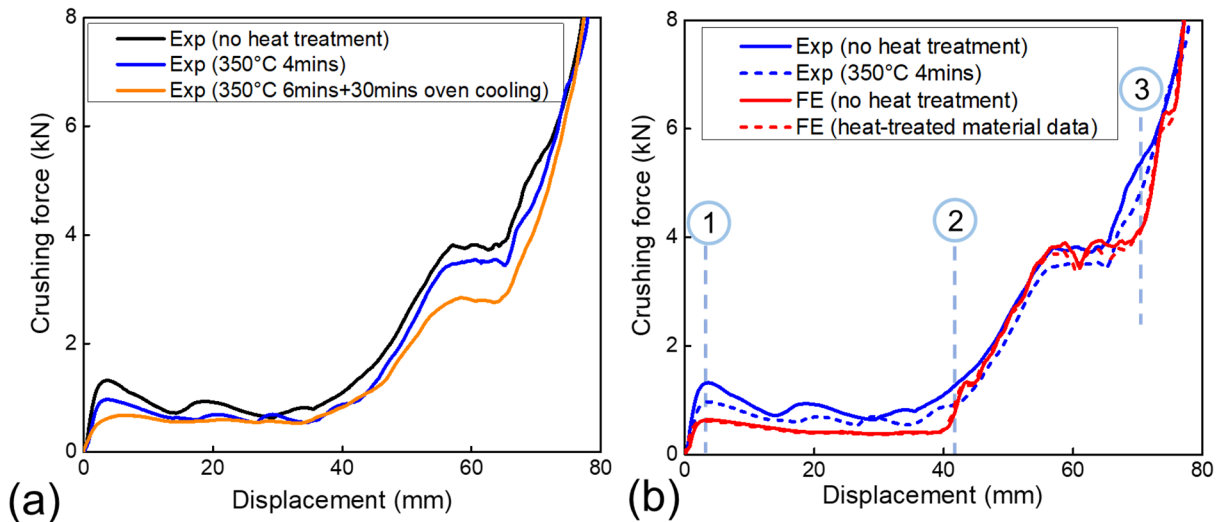 8
6
4
2
0
0
20
40
60
80
Crushing force (kN)
Displacement (mm)
Exp (no heat treatment)
Exp (350°C 4mins)
Exp (350°C 6mins+30mins oven cooling)
(a)
8
6
4
2
0
0
20
40
60
80
Crushing force (kN)
Displacement (mm)
Exp (no heat treatment)
Exp (350°C 4mins)
FE (no heat treatment)
FE (heat-treated material data)
1
2
3
(b)